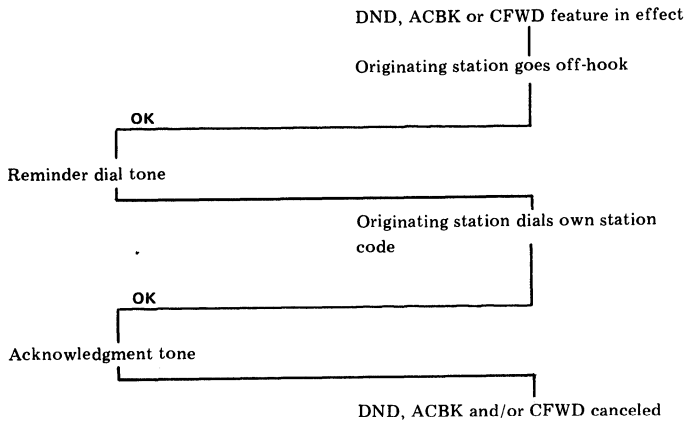 DND, ACBK or CFWD feature in effect
Originating station goes off-hook
OK
Reminder dial tone
Originating station dials own station
code
OK
Acknowledgment tone
DND, ACBK and/or CFWD canceled